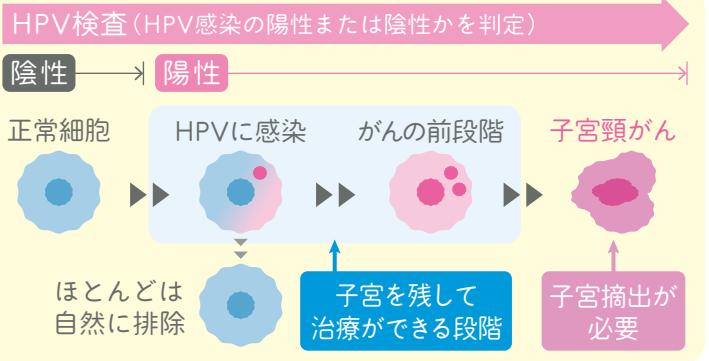 HPV検査(HPV感染の陽性または陰性かを判定)
陰性
陽性
正常細胞
HPVに感染
がんの前段階
子宮頸がん
ほとんどは
自然に排除
子宮を残して
治療ができる段階
子宮摘出が
必要